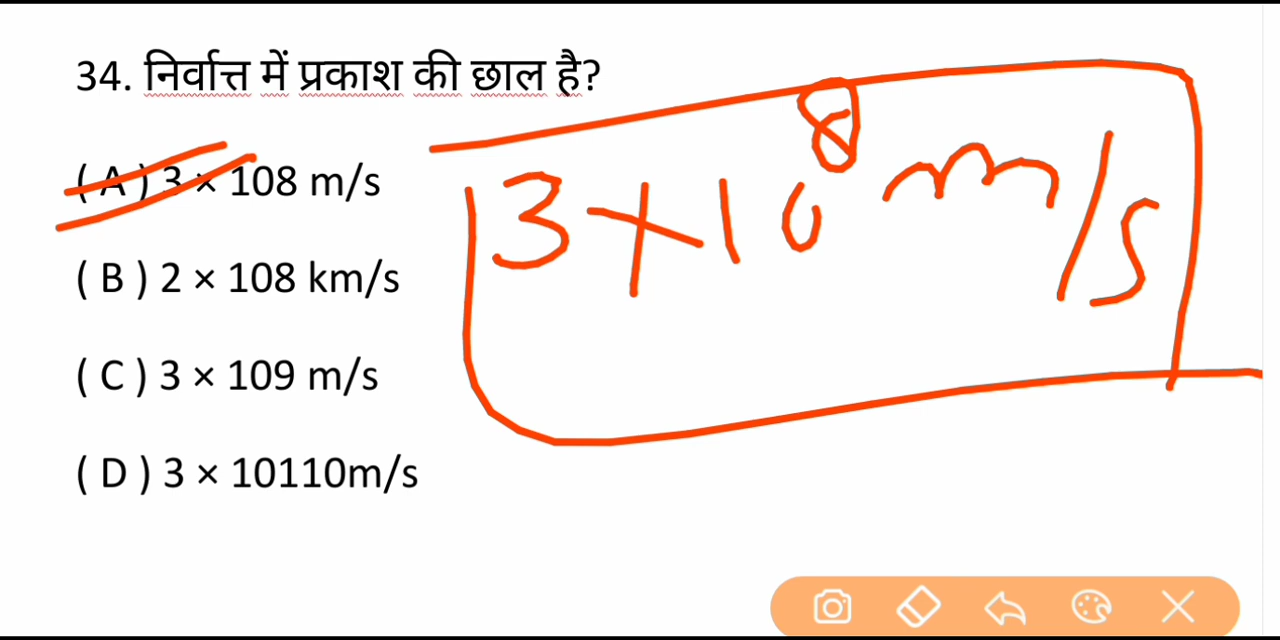 34. निर्वात्त में प्रकाश की छाल है?
( A ) 3 × 108 m/s
3×10⁸ m/s
( B ) 2 × 108 km/s
( C ) 3 × 109 m/s
( D ) 3 × 10110m/s